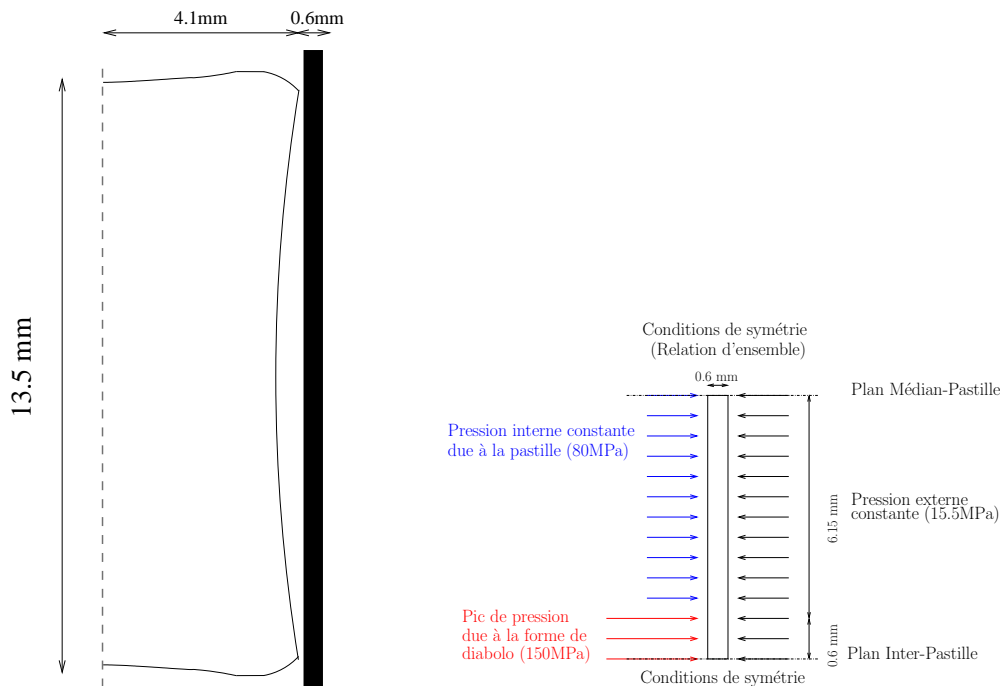 4.1mm
0.6mm
13.5 mm
Conditions de symétrie
(Relation d'ensemble)
0.6 mm
Plan Médian-Pastille
Pression interne constante
due à la pastille (80MPa)
Pression externe
constante (15.5MPa)
6.15 mm
Pic de pression
due à la forme de
diabolo (150MPa)
0.6 mm
Plan Inter-Pastille
Conditions de symétrie